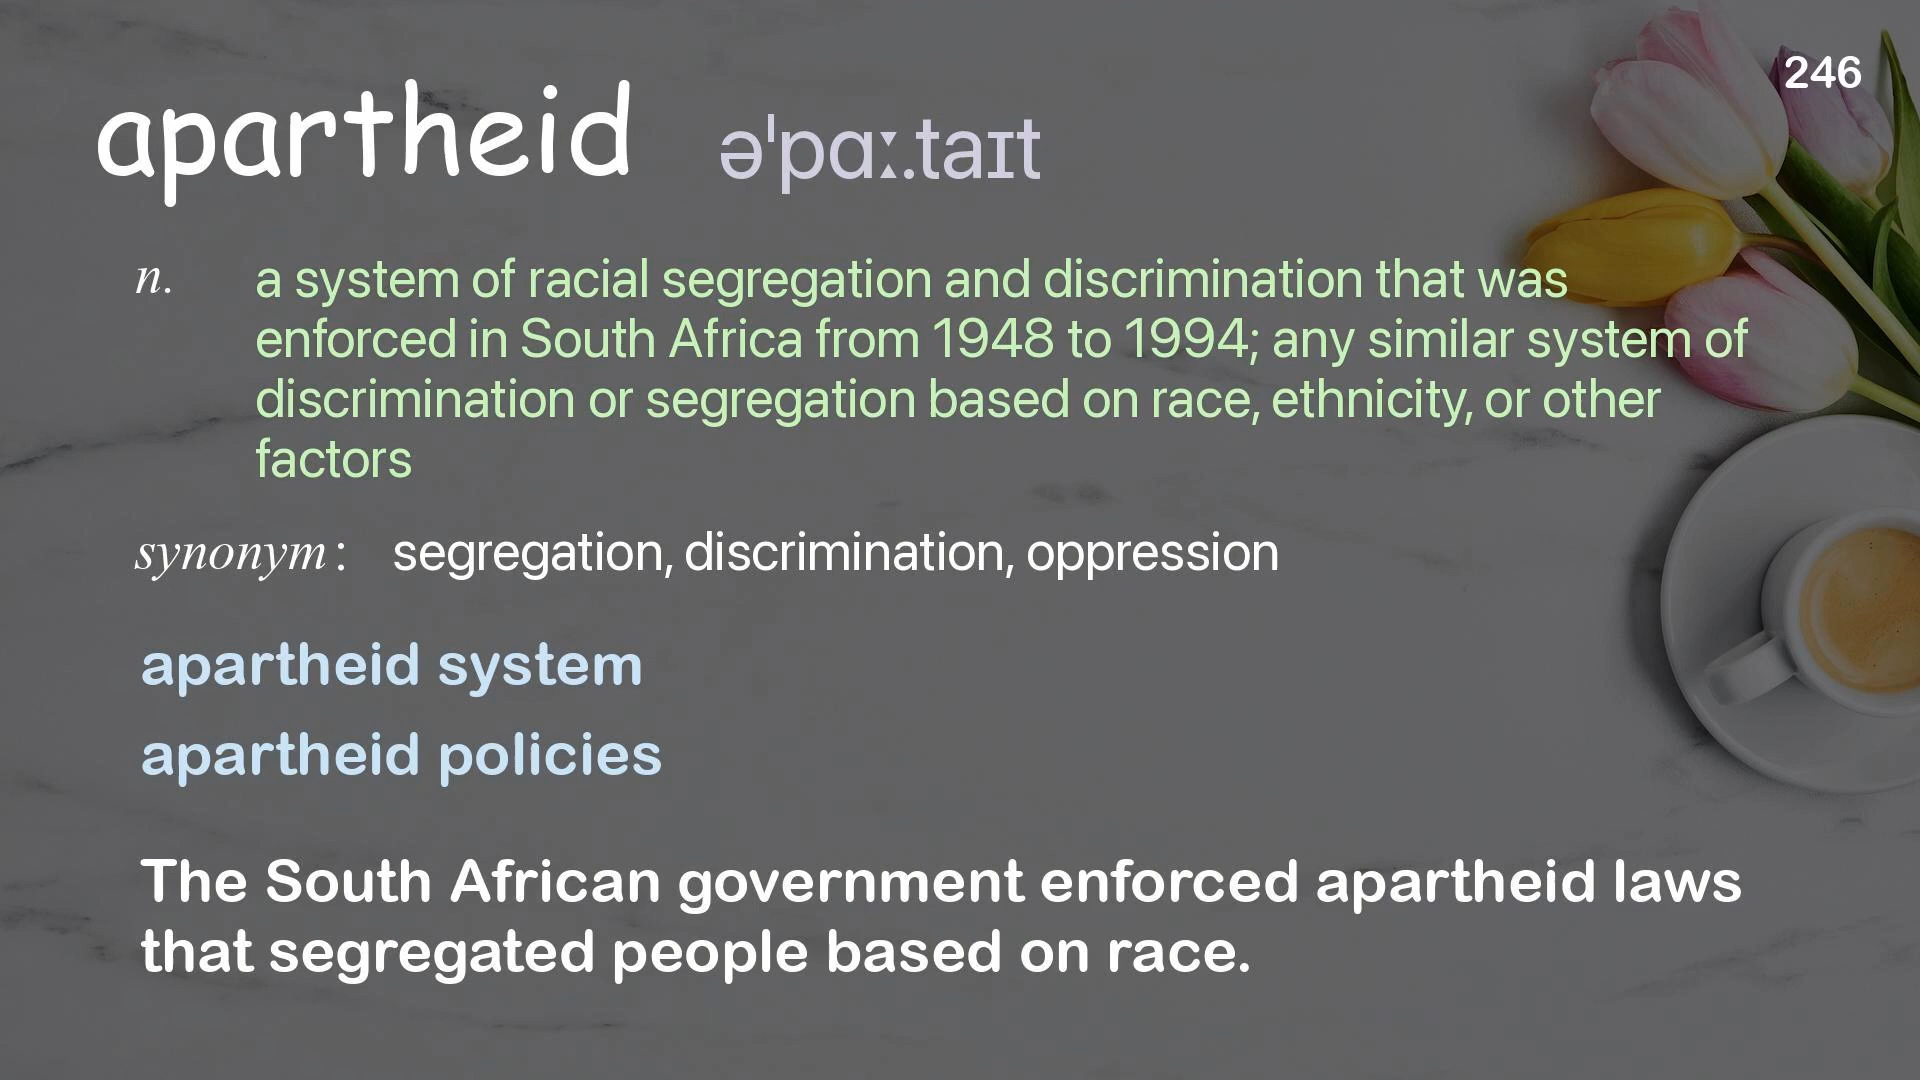 246
apartheid əˈpɑː.taɪt
n. a system of racial segregation and discrimination that was
enforced in South Africa from 1948 to 1994; any similar system of
discrimination or segregation based on race, ethnicity, or other
factors
synonym: segregation, discrimination, oppression
apartheid system
apartheid policies
The South African government enforced apartheid laws
that segregated people based on race.